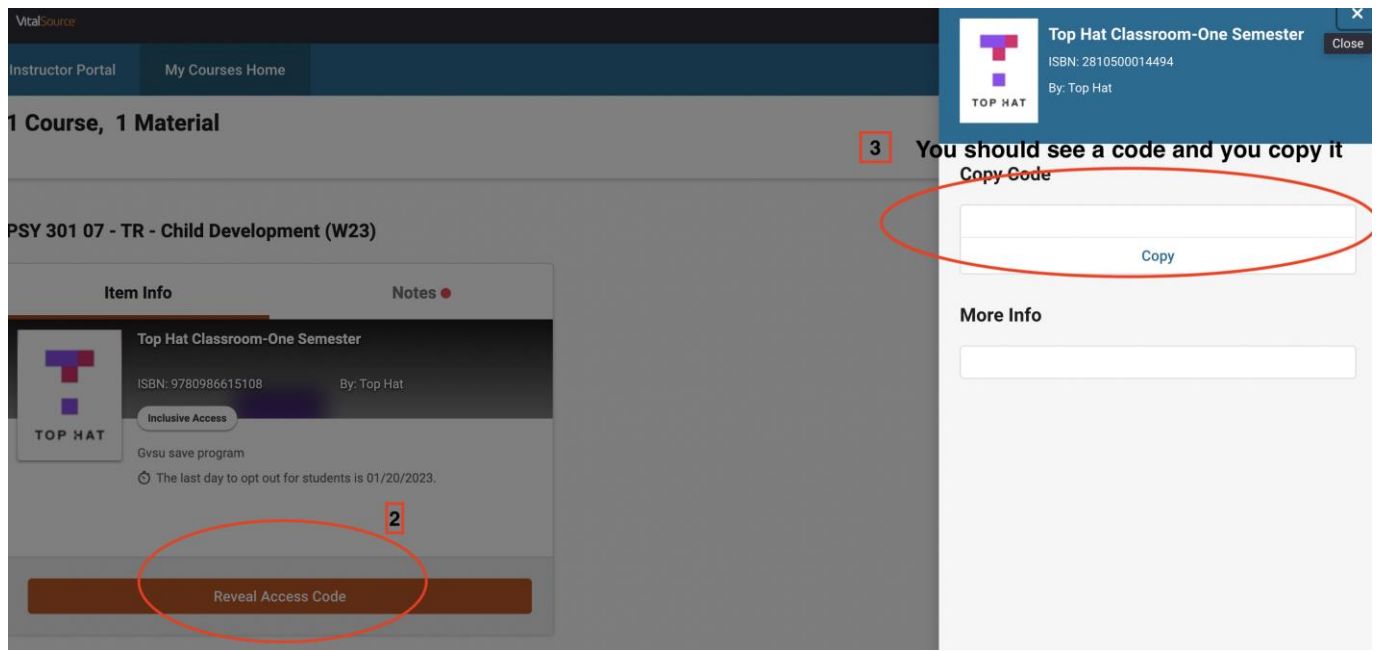 VitalSource
Instructor Portal
My Courses Home
1 Course, 1 Material
PSY 301 07 - TR - Child Development (W23)
Item Info
Notes
TOP HAT
Top Hat Classroom-One Semester
ISBN: 9780986615108
By: Top Hat
Inclusive Access
Gvsu save program
The last day to opt out for students is 01/20/2023.
2
Reveal Access Code
TOP HAT
Top Hat Classroom-One Semester
ISBN: 2810500014494
By: Top Hat
×
Close
3 You should see a code and you copy it
Copy Code
Copy
More Info